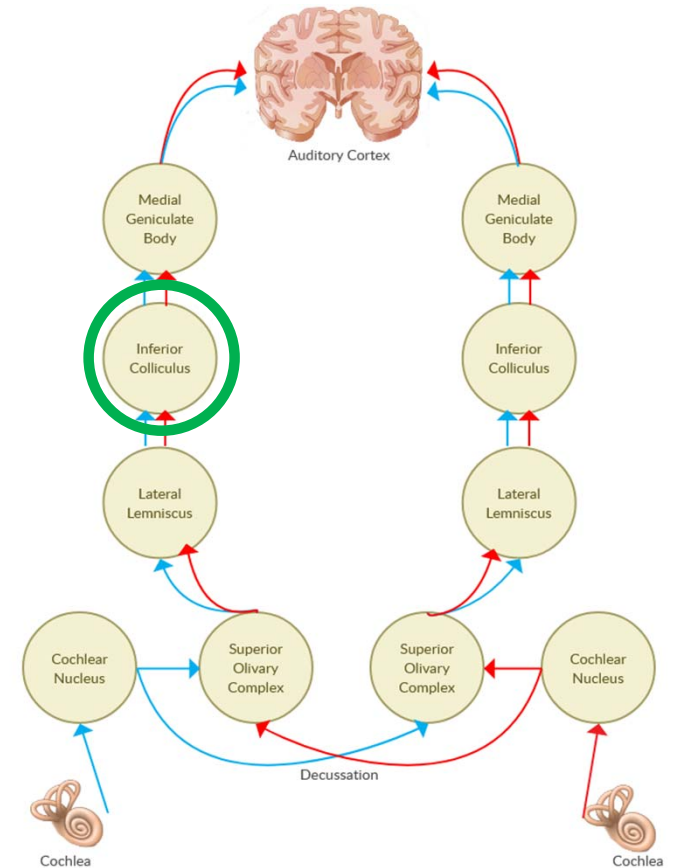 Auditory Cortex
Medial
Geniculate
Body
Medial
Geniculate
Body
Inferior
Colliculus
Inferior
Colliculus
Lateral
Lemniscus
Lateral
Lemniscus
Cochlear
Nucleus
Superior
Olivary
Complex
Superior
Olivary
Complex
Cochlear
Nucleus
Decussation
Cochlea
Cochlea